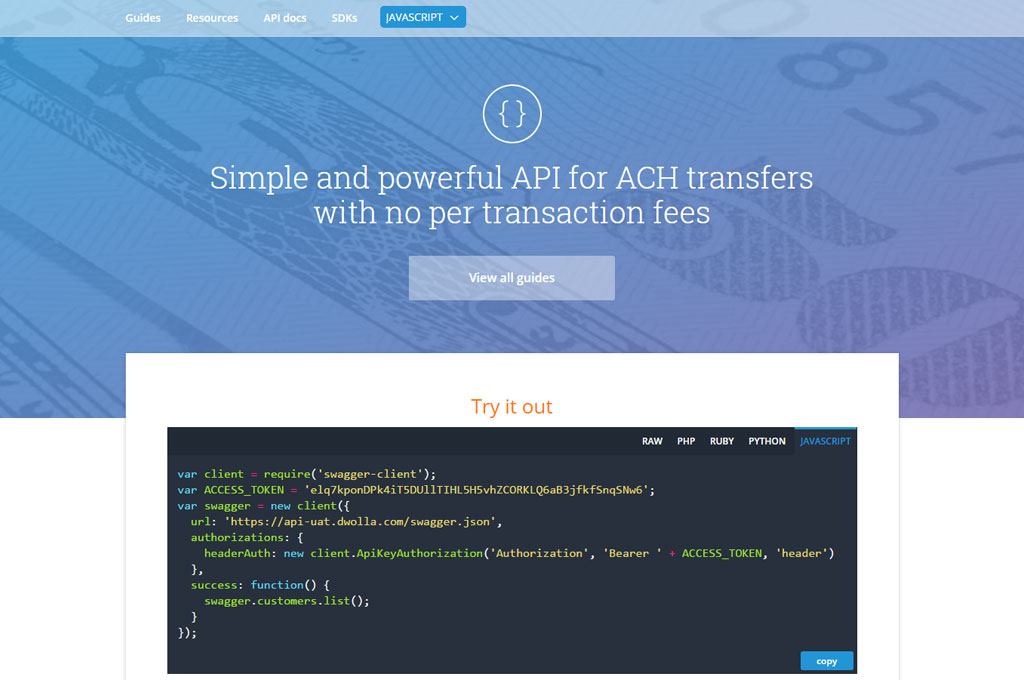 Guides Resources API docs SDKs JAVASCRIPT
{ }
Simple and powerful API for ACH transfers
with no per transaction fees
View all guides
Try it out
RAW PHP RUBY PYTHON JAVASCRIPT
var client = require('swagger-client');
var ACCESS_TOKEN = 'elq7kponDPk4iT5DUllTIHL5H5vhZCORKLQ6aB3jfkfSnqSNw6';
var swagger = new client({
  url: 'https://api-uat.dwolla.com/swagger.json',
  authorizations: {
    headerAuth: new client.ApiKeyAuthorization('Authorization', 'Bearer ' + ACCESS_TOKEN, 'header')
  },
  success: function() {
    swagger.customers.list();
  }
});
copy